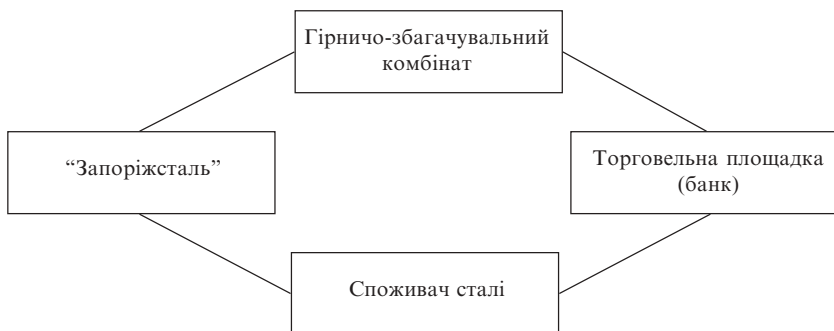 Гірничо-збагачувальний
комбінат
“Запоріжсталь”
Торговельна площадка
(банк)
Споживач сталі